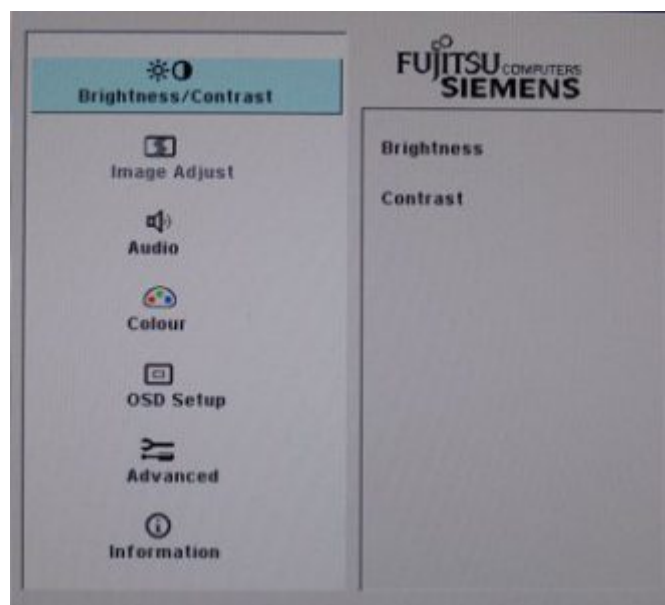 Brightness/Contrast
Image Adjust
Audio
Colour
OSD Setup
Advanced
Information
FUJITSU COMPUTERS
SIEMENS
Brightness
Contrast